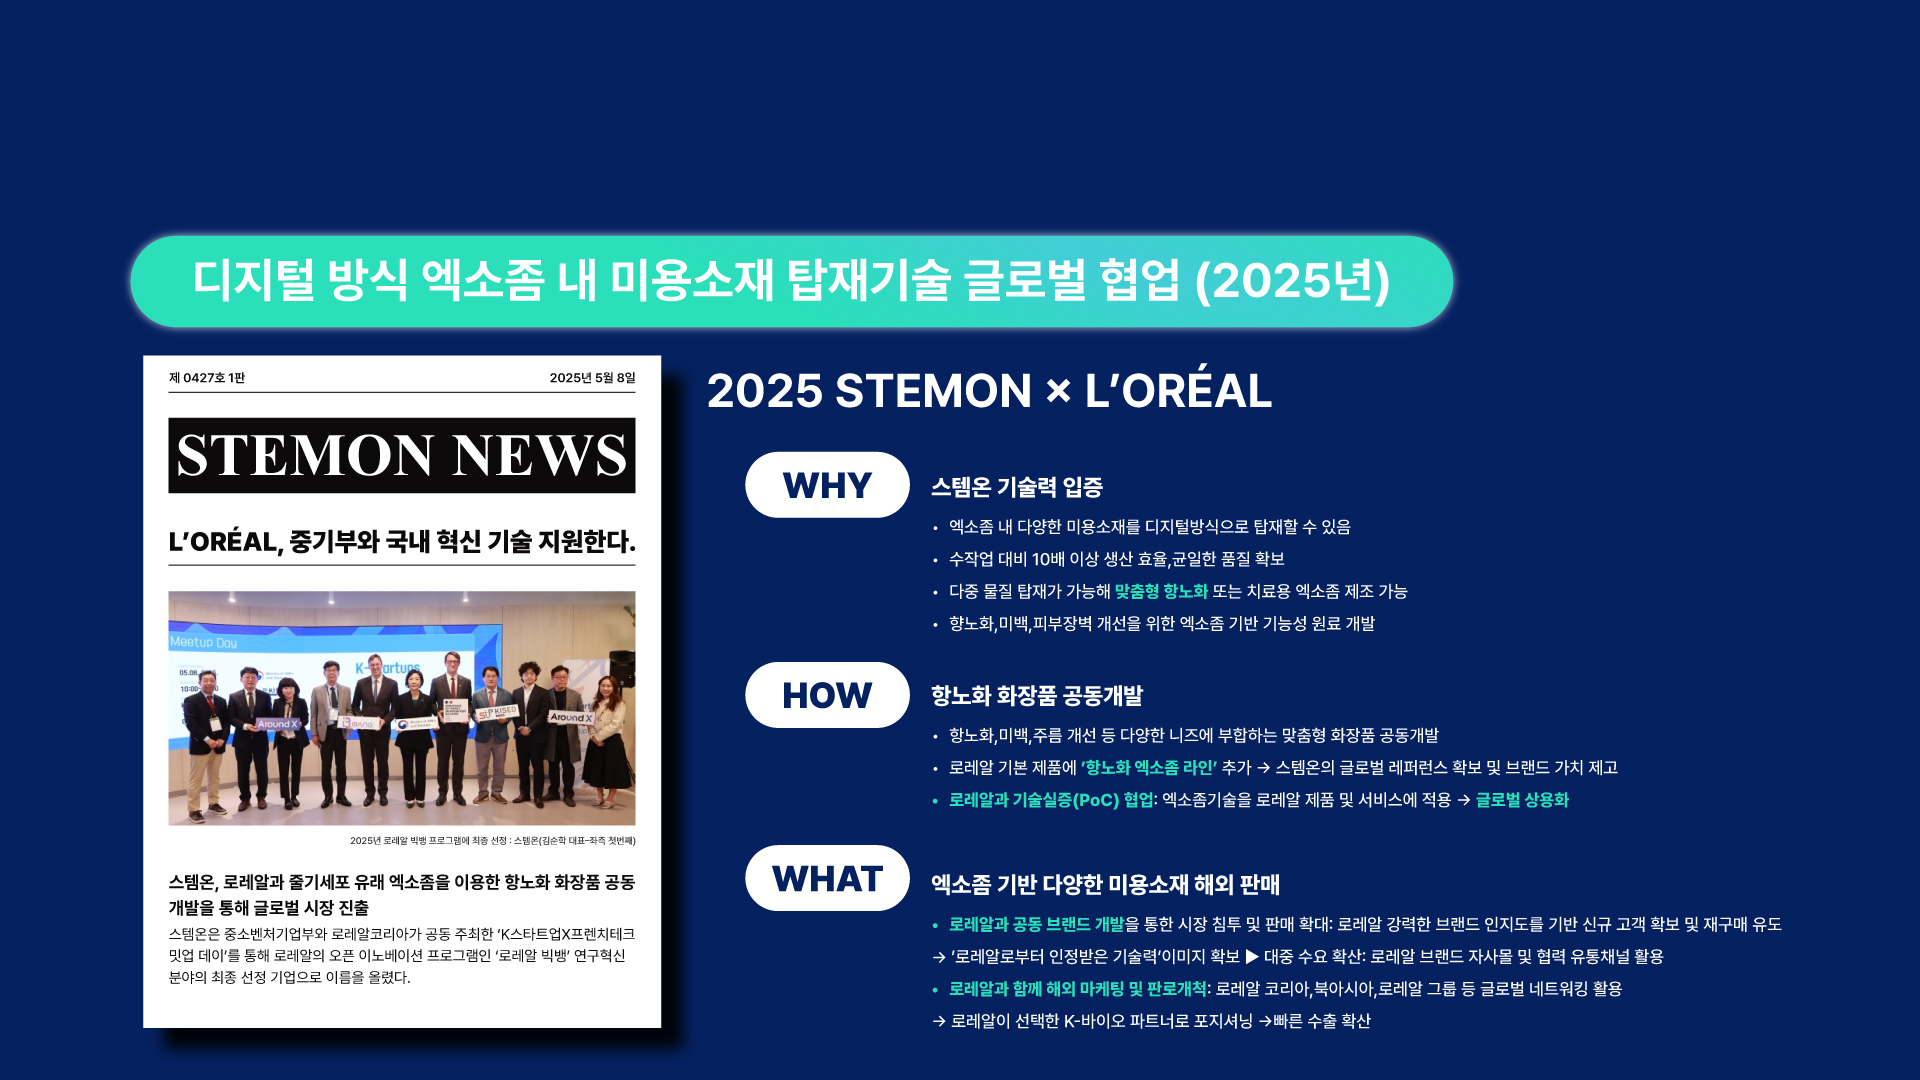 디지털 방식 엑소좀 내 미용소재 탑재기술 글로벌 협업 (2025년)
제 0427호 1판
2025년 5월 8일
STEMON NEWS
L’ORÉAL, 중기부와 국내 혁신 기술 지원한다.
Meetup Day
Around X
KISED
Around X
2025년 로레알 빅뱅 프로그램에 최종 선정 : 스템온(김순학 대표-좌측 첫번째)
스템온, 로레알과 줄기세포 유래 엑소좀을 이용한 항노화 화장품 공동
개발을 통해 글로벌 시장 진출
스템온은 중소벤처기업부와 로레알코리아가 공동 주최한 ‘K스타트업X프렌치테크
밋업 데이’를 통해 로레알의 오픈 이노베이션 프로그램인 ‘로레알 빅뱅’ 연구혁신
분야의 최종 선정 기업으로 이름을 올렸다.
2025 STEMON × L’ORÉAL
WHY
스템온 기술력 입증
• 엑소좀 내 다양한 미용소재를 디지털방식으로 탑재할 수 있음
• 수작업 대비 10배 이상 생산 효율,균일한 품질 확보
• 다중 물질 탑재가 가능해 맞춤형 항노화 또는 치료용 엑소좀 제조 가능
• 향노화,미백,피부장벽 개선을 위한 엑소좀 기반 기능성 원료 개발
HOW
항노화 화장품 공동개발
• 항노화,미백,주름 개선 등 다양한 니즈에 부합하는 맞춤형 화장품 공동개발
• 로레알 기본 제품에 ’항노화 엑소좀 라인’ 추가 → 스템온의 글로벌 레퍼런스 확보 및 브랜드 가치 제고
• 로레알과 기술실증(PoC) 협업: 엑소좀기술을 로레알 제품 및 서비스에 적용 → 글로벌 상용화
WHAT
엑소좀 기반 다양한 미용소재 해외 판매
• 로레알과 공동 브랜드 개발을 통한 시장 침투 및 판매 확대: 로레알 강력한 브랜드 인지도를 기반 신규 고객 확보 및 재구매 유도
→ ’로레알로부터 인정받은 기술력’이미지 확보 ▶ 대중 수요 확산: 로레알 브랜드 자사몰 및 협력 유통채널 활용
• 로레알과 함께 해외 마케팅 및 판로개척: 로레알 코리아,북아시아,로레알 그룹 등 글로벌 네트워킹 활용
→ 로레알이 선택한 K-바이오 파트너로 포지셔닝 →빠른 수출 확산